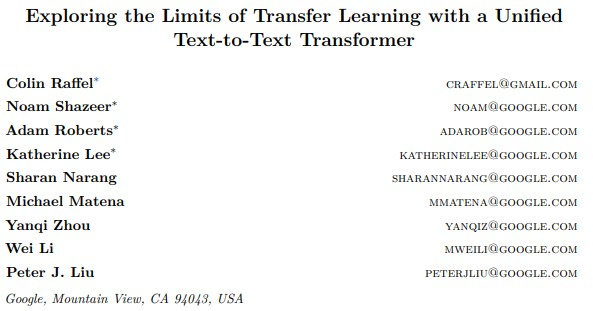 Exploring the Limits of Transfer Learning with a Unified
Text-to-Text Transformer
Colin Raffel* craffel@gmail.com
Noam Shazeer* noam@google.com
Adam Roberts* adarob@google.com
Katherine Lee* katherinelee@google.com
Sharan Narang sharannarang@google.com
Michael Matena mmatena@google.com
Yanqi Zhou yanqiz@google.com
Wei Li mweili@google.com
Peter J. Liu peterjliu@google.com
Google, Mountain View, CA 94043, USA